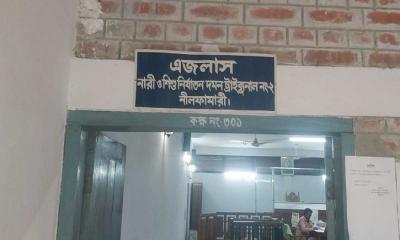 এজলাস
নারী ও শিশু নির্যাতন দমন ট্রাইব্যুনাল নং-২
নীলফামারী।
কক্ষ নং-৩০১